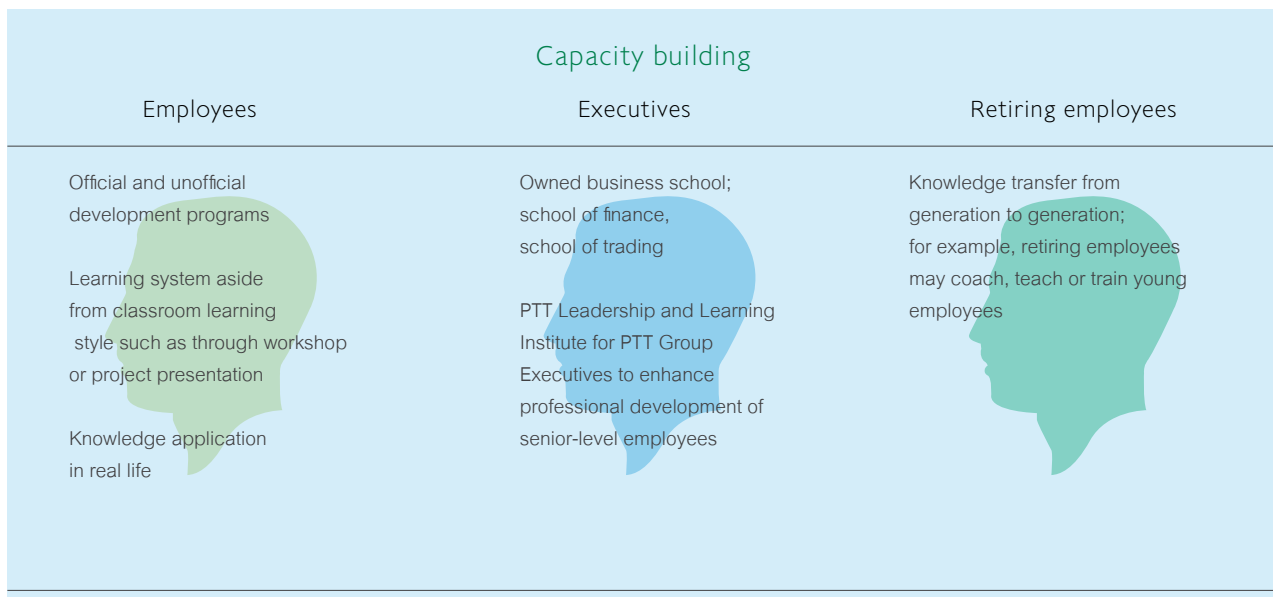 Capacity building
Employees
Executives
Retiring employees
Official and unofficial
development programs
Learning system aside
from classroom learning
style such as through workshop
or project presentation
Knowledge application
in real life
Owned business school;
school of finance,
school of trading
PTT Leadership and Learning
Institute for PTT Group
Executives to enhance
professional development of
senior-level employees
Knowledge transfer from
generation to generation;
for example, retiring employees
may coach, teach or train young
employees